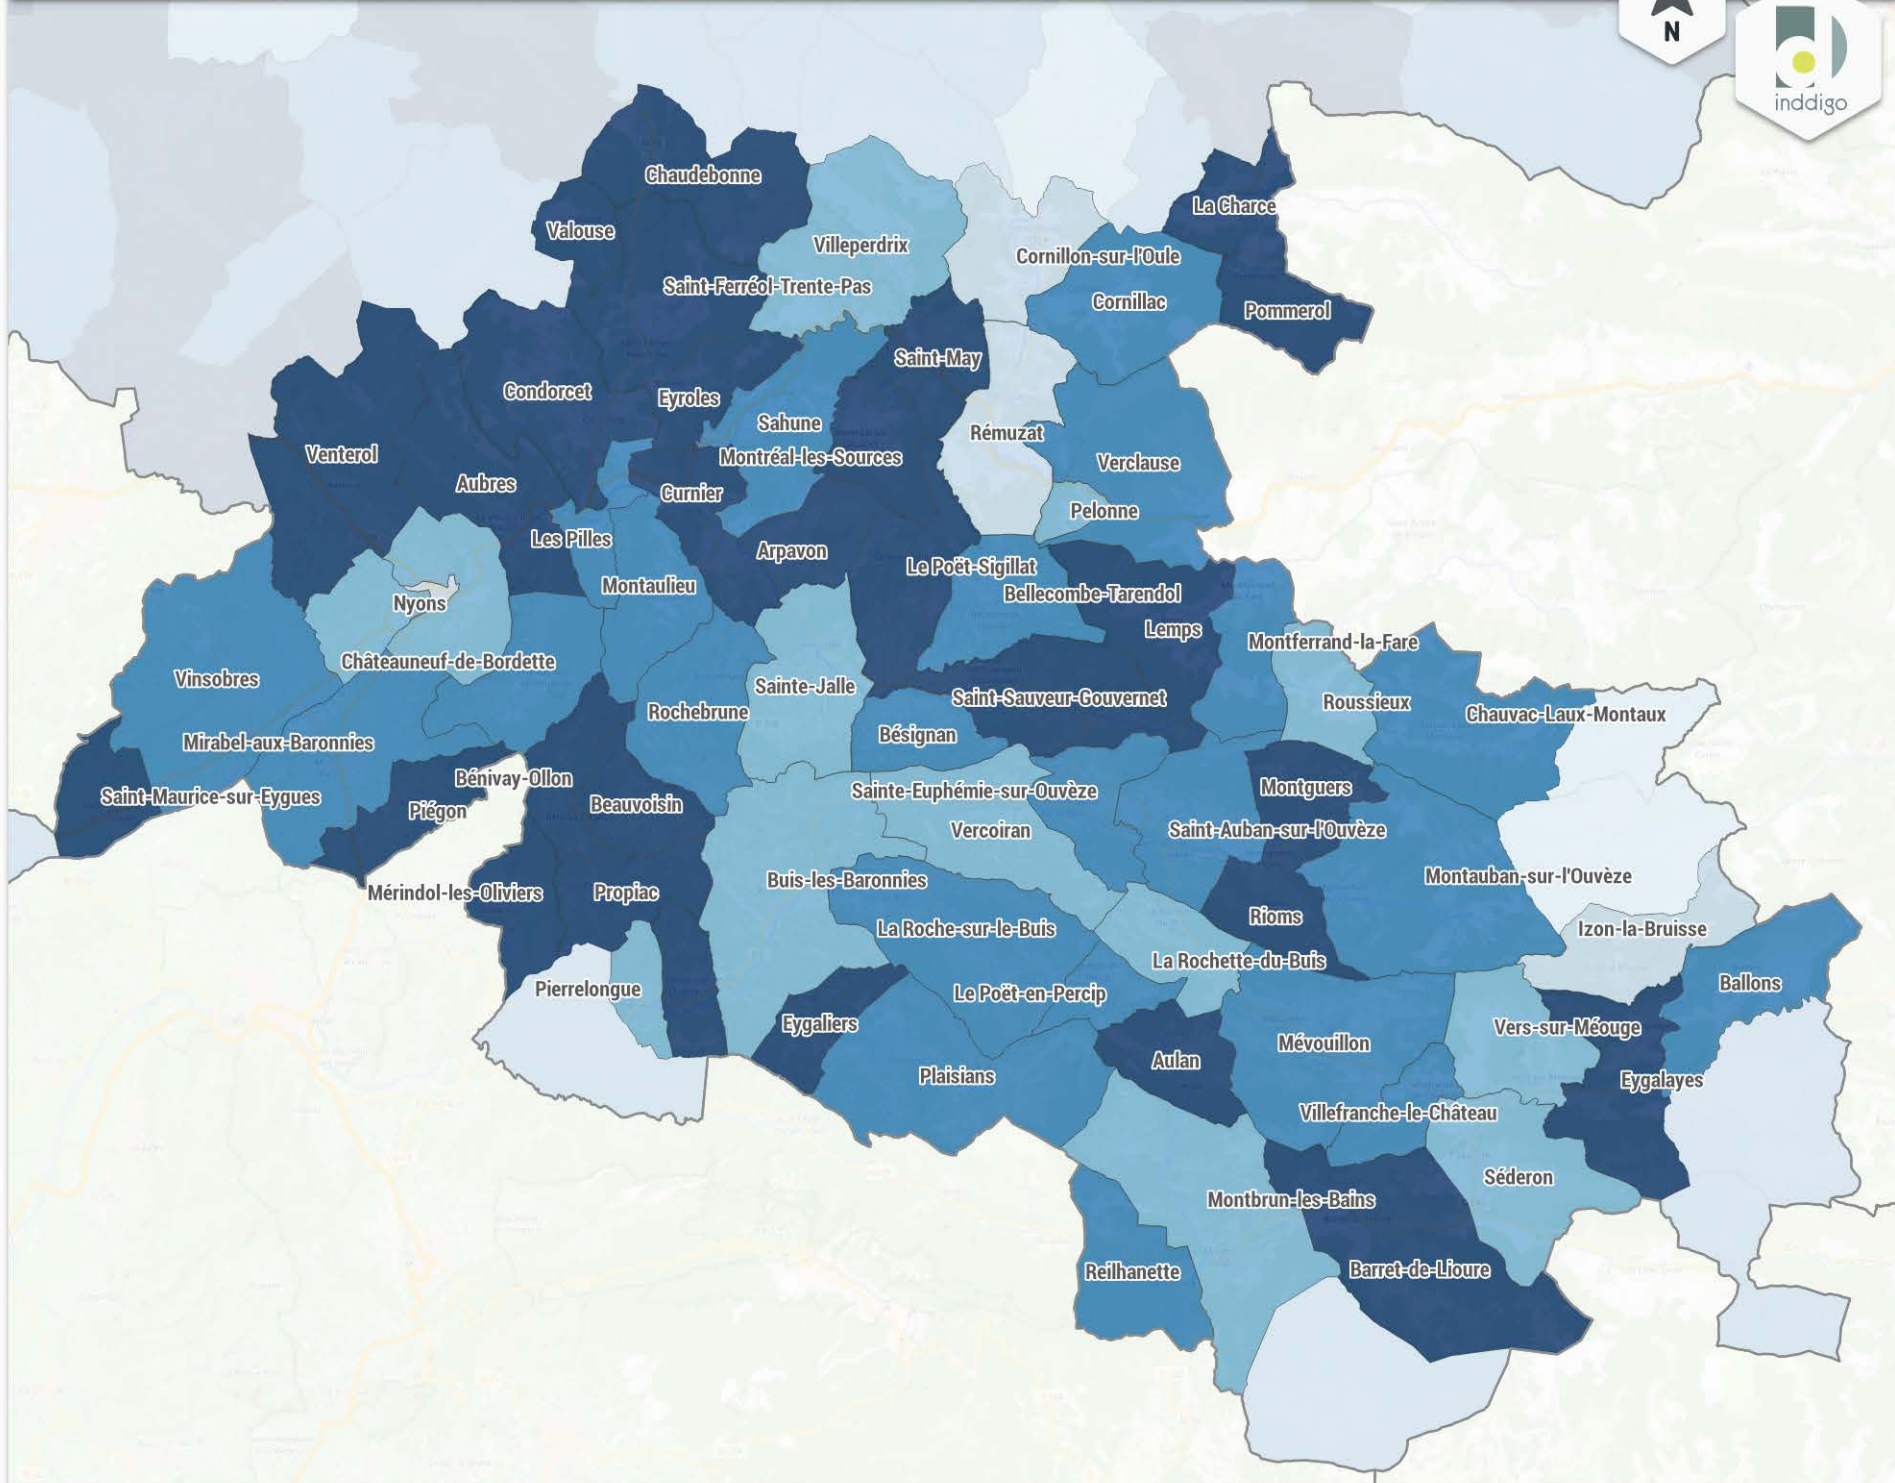 N
inddigo
Chaudebonne
La Charce
Valouse
Villeperdrix
Cornillon-sur-l'Oule
Saint-Ferréol-Trente-Pas
Cornillac
Pommerol
Saint-May
Condorcet
Eyroles
Sahune
Rémuzat
Venterol
Montréal-les-Sources
Verclause
Aubres
Curnier
Pelonne
Les Pilles
Arpavon
Le Poët-Sigillat
Montaulieu
Bellecombe-Tarendol
Nyons
Lemps
Montferrand-la-Fare
Châteauneuf-de-Bordette
Vinsobres
Sainte-Jalle
Saint-Sauveur-Gouvernet
Roussieux
Rochebrune
Chauvac-Laux-Montaux
Bésignan
Mirabel-aux-Baronnies
Bénivay-Ollon
Montguers
Sainte-Euphémie-sur-Ouvèze
Saint-Maurice-sur-Eygues
Beauvoisin
Piégon
Vercoiran
Saint-Auban-sur-l'Ouvèze
Montauban-sur-l'Ouvèze
Buis-les-Baronnies
Mérindol-les-Oliviers
Propiac
Rioms
La Roche-sur-le-Buis
Izon-la-Bruisse
La Rochette-du-Buis
Ballons
Pierrelongue
Le Poët-en-Percip
Eygaliers
Vers-sur-Méouge
Mévouillon
Aulan
Plaisians
Eygalayes
Villefranche-le-Château
Séderon
Montbrun-les-Bains
Reilhanette
Barret-de-Lioure